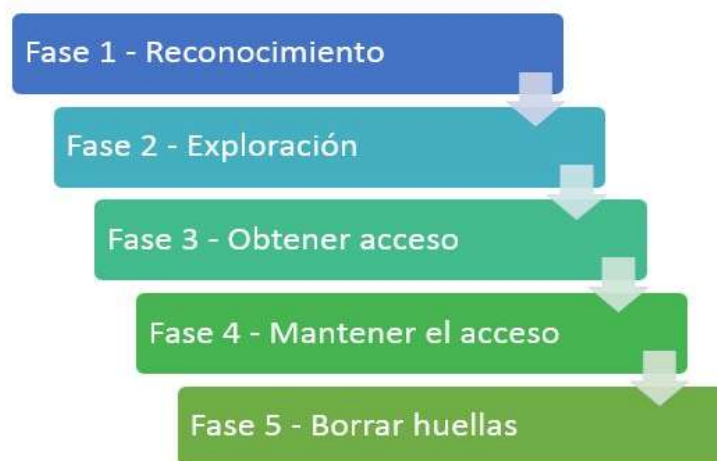 Fase 1 - Reconocimiento
Fase 2 - Exploración
Fase 3 - Obtener acceso
Fase 4 - Mantener el acceso
Fase 5 - Borrar huellas